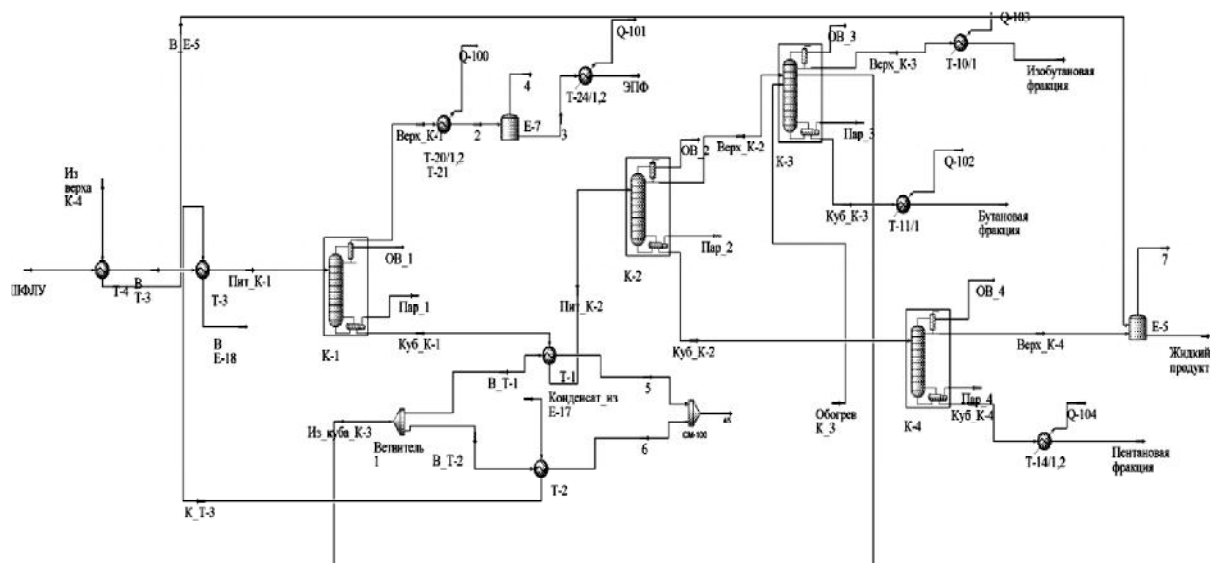 Q-103
В_Е-5
Q-101
ОВ_3
Q-100
4
Верх_К-3
Т-10/1
Изобутановая
фракция
Т-24/1,2
ЭПФ
Верх_К-1
2
Е-7
3
Т-20/1,2
Т-21
ОВ_2
Верх_К-2
Пар_3
К-3
Q-102
Из
верха
К-4
Куб_К-3
Т-11/1
Бутановая
фракция
ОВ_1
Пар_2
К-2
7
ШФЛУ
Т-4
В
Т-3
Т-3
Пит_К-1
Пар_1
Пит_К-2
ОВ_4
Е-5
В
Е-18
К-1
Куб_К-1
Куб_К-2
Верх_К-4
Жидкий
продукт
В_Т-1
Т-1
5
Конденсат_из
Е-17
Пар_4
Куб_К-4
Из_куба_К-3
Обогрев
К_3
К-4
Q-104
СМ-100
Ветвитель
1
В_Т-2
6
Т-14/1,2
Пентановая
фракция
Т-2
К_Т-3